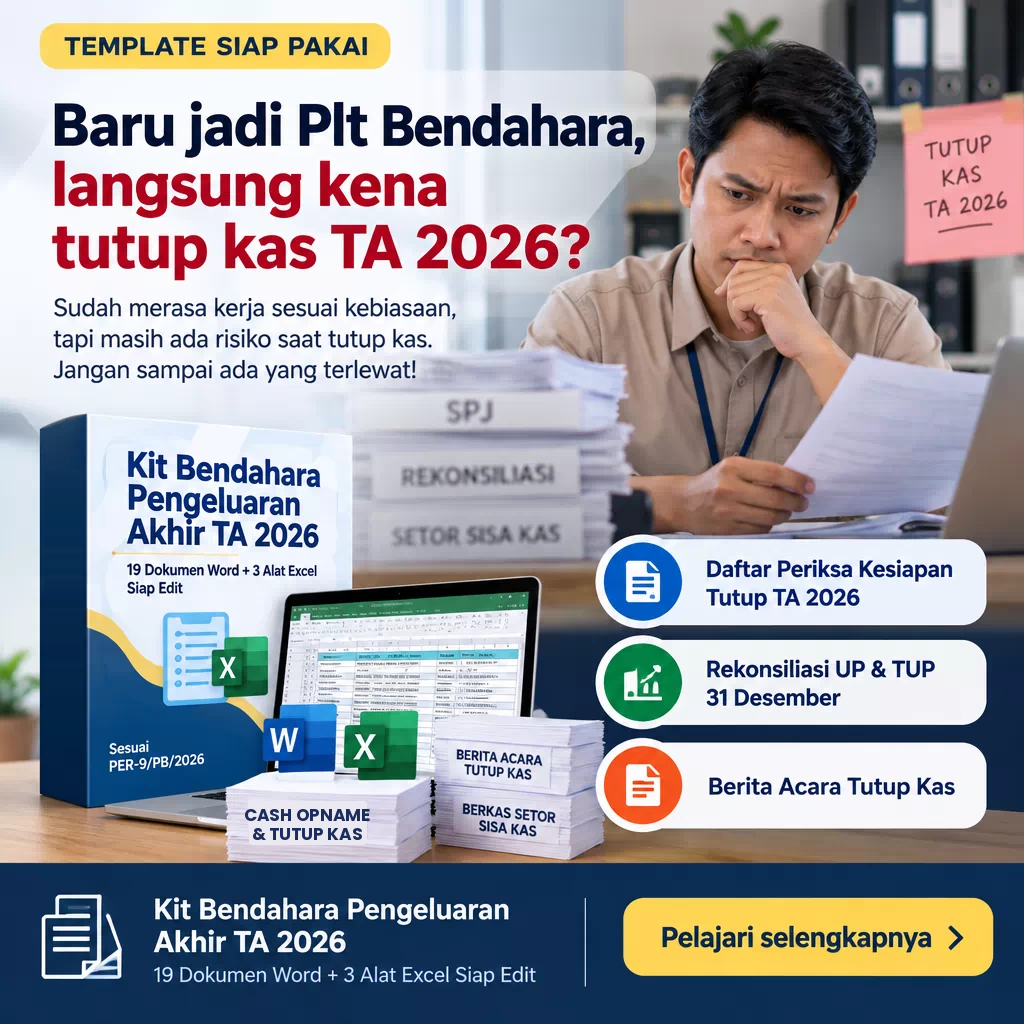 TEMPLATE SIAP PAKAI
Baru jadi Plt Bendahara,
langsung kena
tutup kas TA 2026?
Sudah merasa kerja sesuai kebiasaan,
tapi masih ada risiko saat tutup kas.
Jangan sampai ada yang terlewat!
TUTUP
KAS
TA 2026
SPJ
REKONSILIASI
SETOR SISA KAS
Kit Bendahara
Pengeluaran
Akhir TA 2026
19 Dokumen Word + 3 Alat Excel
Siap Edit
X
Sesuai
PER-9/PB/2026
W
X
CASH OPNAME
& TUTUP KAS
BERITA ACARA
TUTUP KAS
BERKAS SETOR
SISA KAS
Daftar Periksa Kesiapan
Tutup TA 2026
Rekonsiliasi UP & TUP
31 Desember
Berita Acara Tutup Kas
Kit Bendahara Pengeluaran
Akhir TA 2026
19 Dokumen Word + 3 Alat Excel Siap Edit
Pelajari selengkapnya